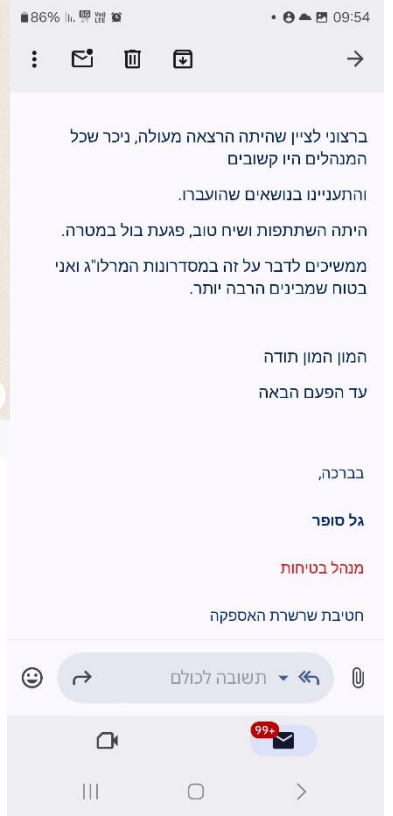 86%
09:54
ברצוני לציין שהיתה הרצאה מעולה, ניכר שכל
המנהלים היו קשובים
והתעניינו בנושאים שהועברו.
היתה השתתפות ושיח טוב, פגעת בול במטרה.
ממשיכים לדבר על זה במסדרונות המרלו"ג ואני
בטוח שמבינים הרבה יותר.
המון המון תודה
עד הפעם הבאה
בברכה,
גל סופר
מנהל בטיחות
חטיבת שרשרת האספקה
תשובה לכולם
99+